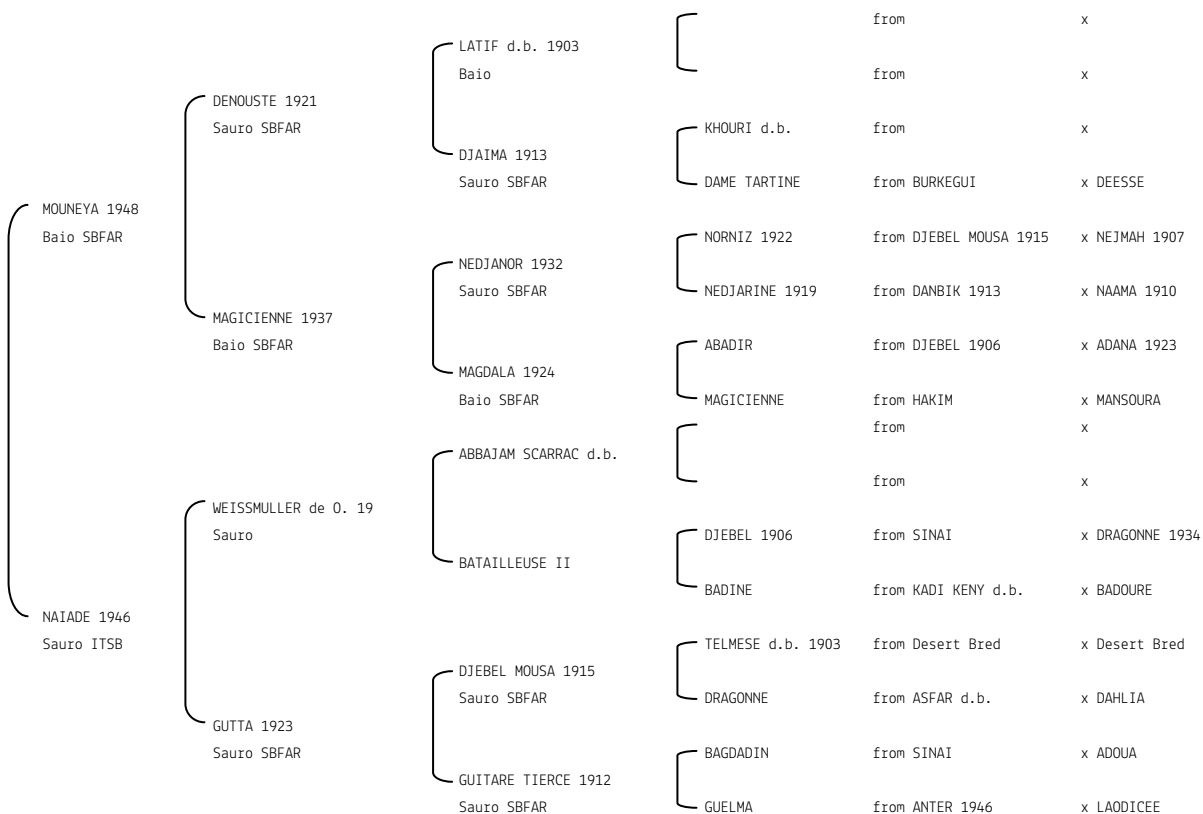 from x
LATIF d.b. 1903
Baio from x
DENOUSTE 1921
Sauro SBFAR KHOURI d.b. from x
DJAIMA 1913
Sauro SBFAR DAME TARTINE from BURKEGUI x DEESSE
MOUNEYA 1948
Baio SBFAR NORNIZ 1922 from DJEBEL MOUSA 1915 x NEJMAH 1907
NEDJANOR 1932
Sauro SBFAR NEDJARINE 1919 from DANBIK 1913 x NAAMA 1910
MAGICIENNE 1937
Baio SBFAR ABADIR from DJEBEL 1906 x ADANA 1923
MAGDALA 1924
Baio SBFAR MAGICIENNE from HAKIM x MANSOURA
from x
ABBAJAM SCARRAC d.b.
from x
WEISSMULLER de O. 19
Sauro DJEBEL 1906 from SINAI x DRAGONNE 1934
BATAILLEUSE II
BADINE from KADI KENY d.b. x BADOURE
NAIADE 1946
Sauro ITSB TELMESE d.b. 1903 from Desert Bred x Desert Bred
DJEBEL MOUSA 1915
Sauro SBFAR DRAGONNE from ASFAR d.b. x DAHLIA
GUTTA 1923
Sauro SBFAR BAGDADIN from SINAI x ADOUA
GUITARE TIERCE 1912
Sauro SBFAR GUELMA from ANTER 1946 x LAODICEE